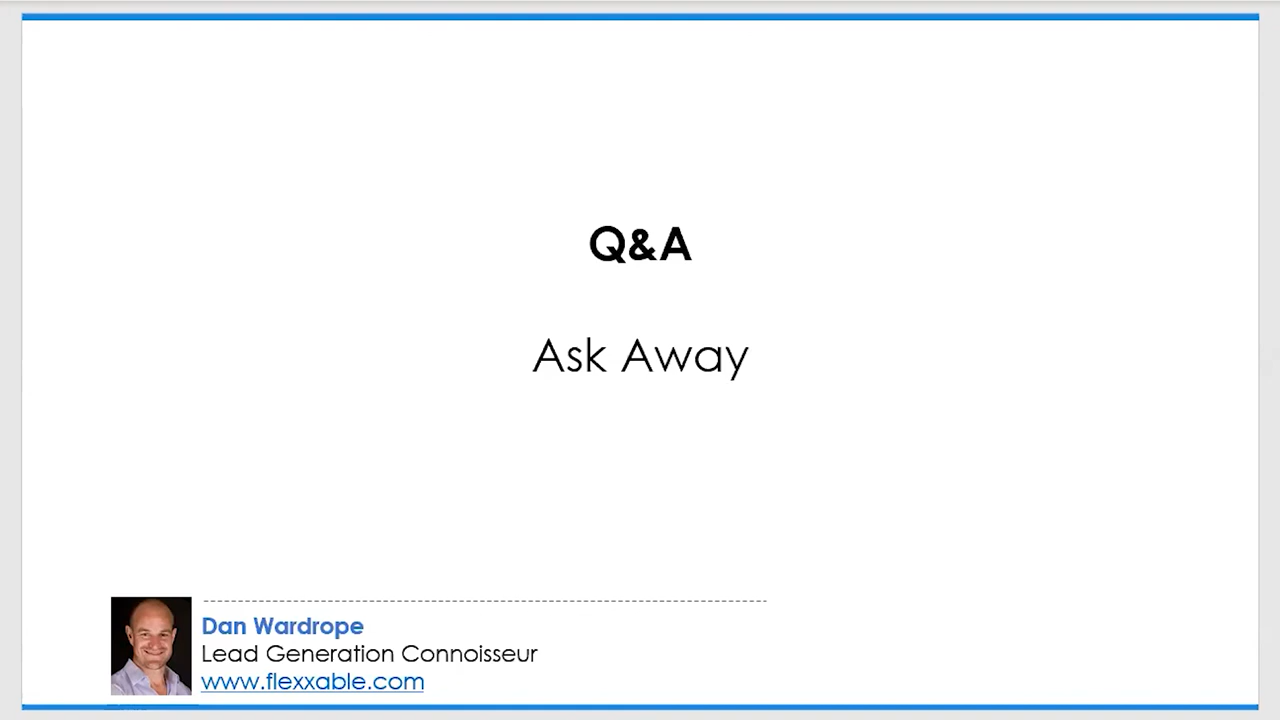 Q&A
Ask Away
Dan Wardrope
Lead Generation Connoisseur
www.flexxable.com